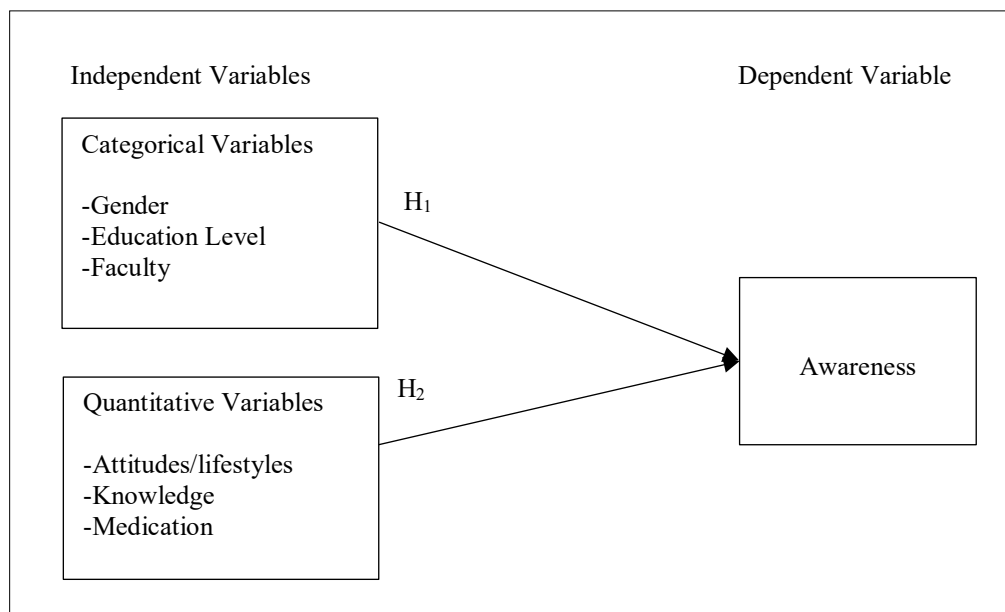 Independent Variables
Dependent Variable
Categorical Variables
-Gender
-Education Level
-Faculty
H₁
Quantitative Variables
-Attitudes/lifestyles
-Knowledge
-Medication
H₂
Awareness